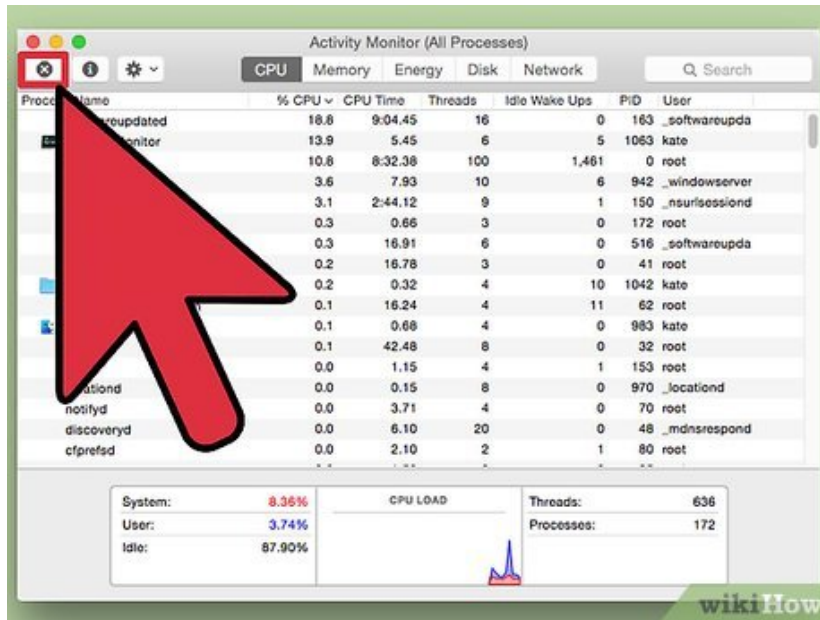 Activity Monitor (All Processes)
CPU Memory Energy Disk Network Search
Name % CPU CPU Time Threads Idle Wake Ups PID User
18.8 9:04.45 16 0 163 _softwareupda
13.9 5.45 6 5 1063 kate
10.8 8:32.38 100 1,461 0 root
3.6 7.93 10 6 942 _windowserver
3.1 2:44.12 9 1 150 _nsurlsessiond
0.3 0.66 3 0 172 root
0.3 16.91 6 0 516 _softwareupda
0.2 16.78 3 0 41 root
0.2 0.32 4 10 1042 kate
0.1 16.24 4 11 62 root
0.1 0.68 4 0 983 kate
0.1 42.48 8 0 32 root
0.0 1.15 4 1 153 root
0.0 0.15 8 0 970 _locationd
notifyd 0.0 3.71 4 0 70 root
discoveryd 0.0 6.10 20 0 48 _mdnsrespond
cfprefsd 0.0 2.10 2 1 80 root
System: 8.36% CPU LOAD Threads: 636
User: 3.74% Processes: 172
Idle: 87.90%
wikiHow